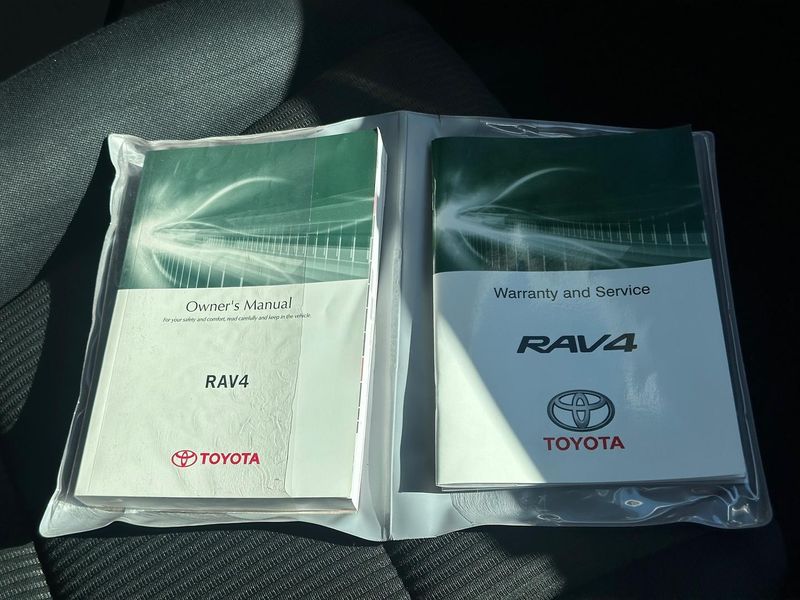 Owner's Manual
For your safety and comfort, read carefully and keep in the vehicle.
RAV4
TOYOTA
Warranty and Service
RAV4
TOYOTA